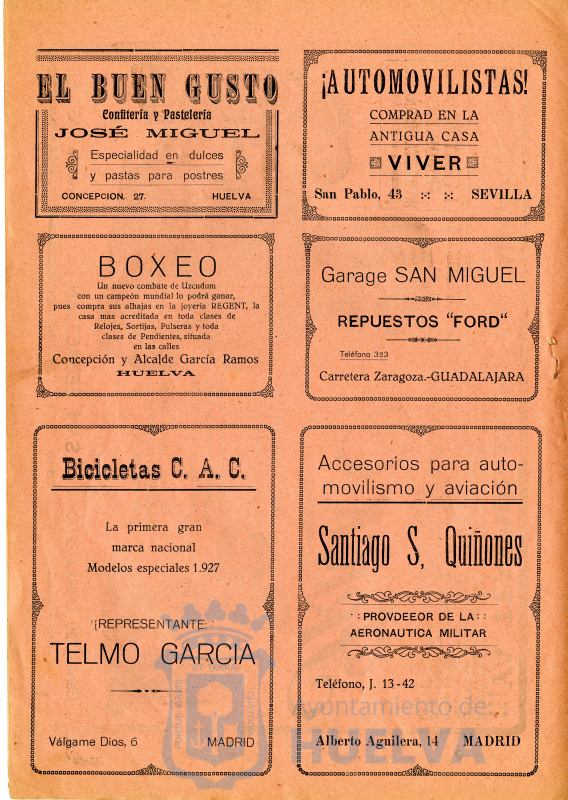 EL BUEN GUSTO
Confitería y Pastelería
JOSÉ MIGUEL
Especialidad en dulces
y pastas para postres
CONCEPCION, 27. HUELVA
¡AUTOMOVILISTAS!
COMPRAD EN LA
ANTIGUA CASA
VIVER
San Pablo, 43 :-: :-: SEVILLA
BOXEO
Un nuevo combate de Uzcudum
con un campeón mundial lo podrá ganar,
pues compra sus alhajas en la joyería REGENT, la
casa mas acreditada en toda clases de
Relojes, Sortijas, Pulseras y toda
clases de Pendientes, situada
en las calles
Concepción y Alcalde García Ramos
HUELVA
Garage SAN MIGUEL
REPUESTOS "FORD"
Teléfono 323
Carretera Zaragoza.-GUADALAJARA
Bicicletas C. A. C.
La primera gran
marca nacional
Modelos especiales 1.927
¡REPRESENTANTE:
TELMO GARCIA
Válgame Dios, 6 MADRID
Accesorios para auto-
movilismo y aviación
Santiago S, Quiñones
: : PROVDEEOR DE LA : :
AERONAUTICA MILITAR
Teléfono, J. 13-42
Alberto Aguilera, 14 MADRID
Ayuntamiento de
HUELVA